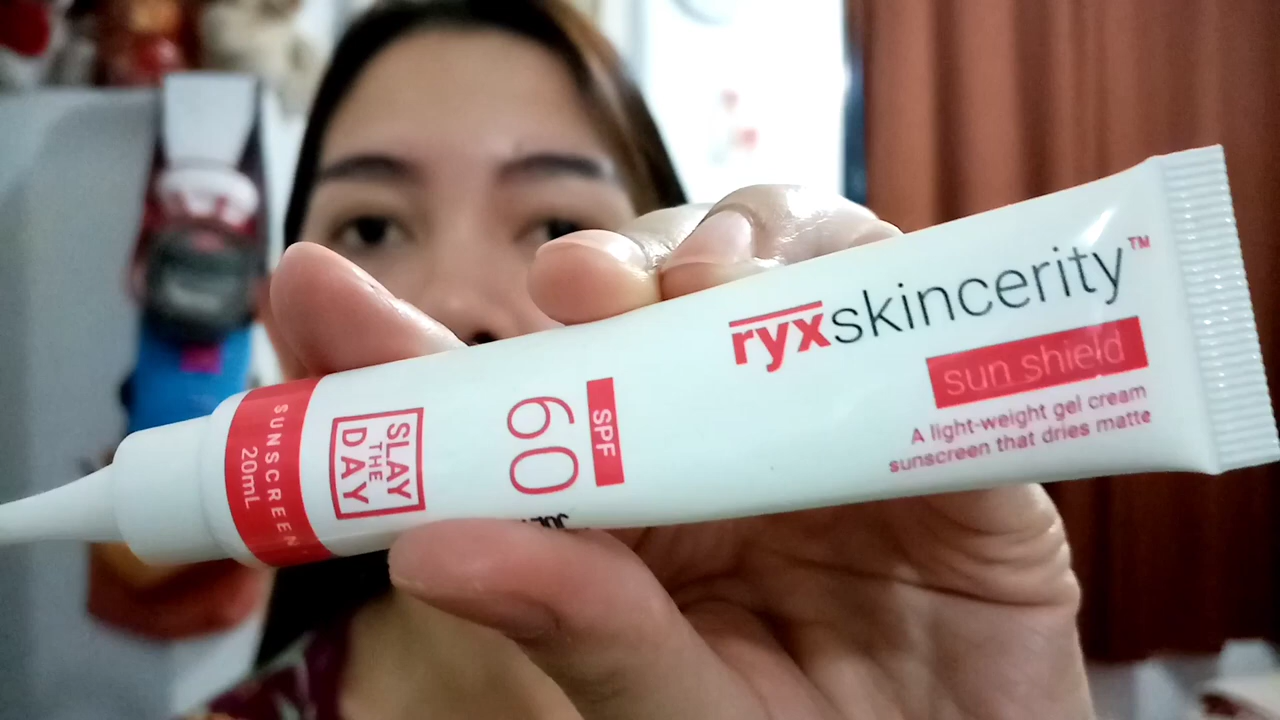 ryxskincerity™
sun shield
A light-weight gel cream
sunscreen that dries matte
SPF
60
SLAY
THE
DAY
SUNSCREEN
20mL